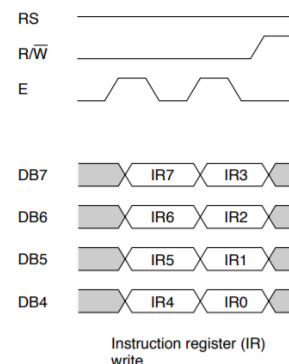 RS
R/W̅
E
DB7 IR7 IR3
DB6 IR6 IR2
DB5 IR5 IR1
DB4 IR4 IR0
Instruction register (IR)
write